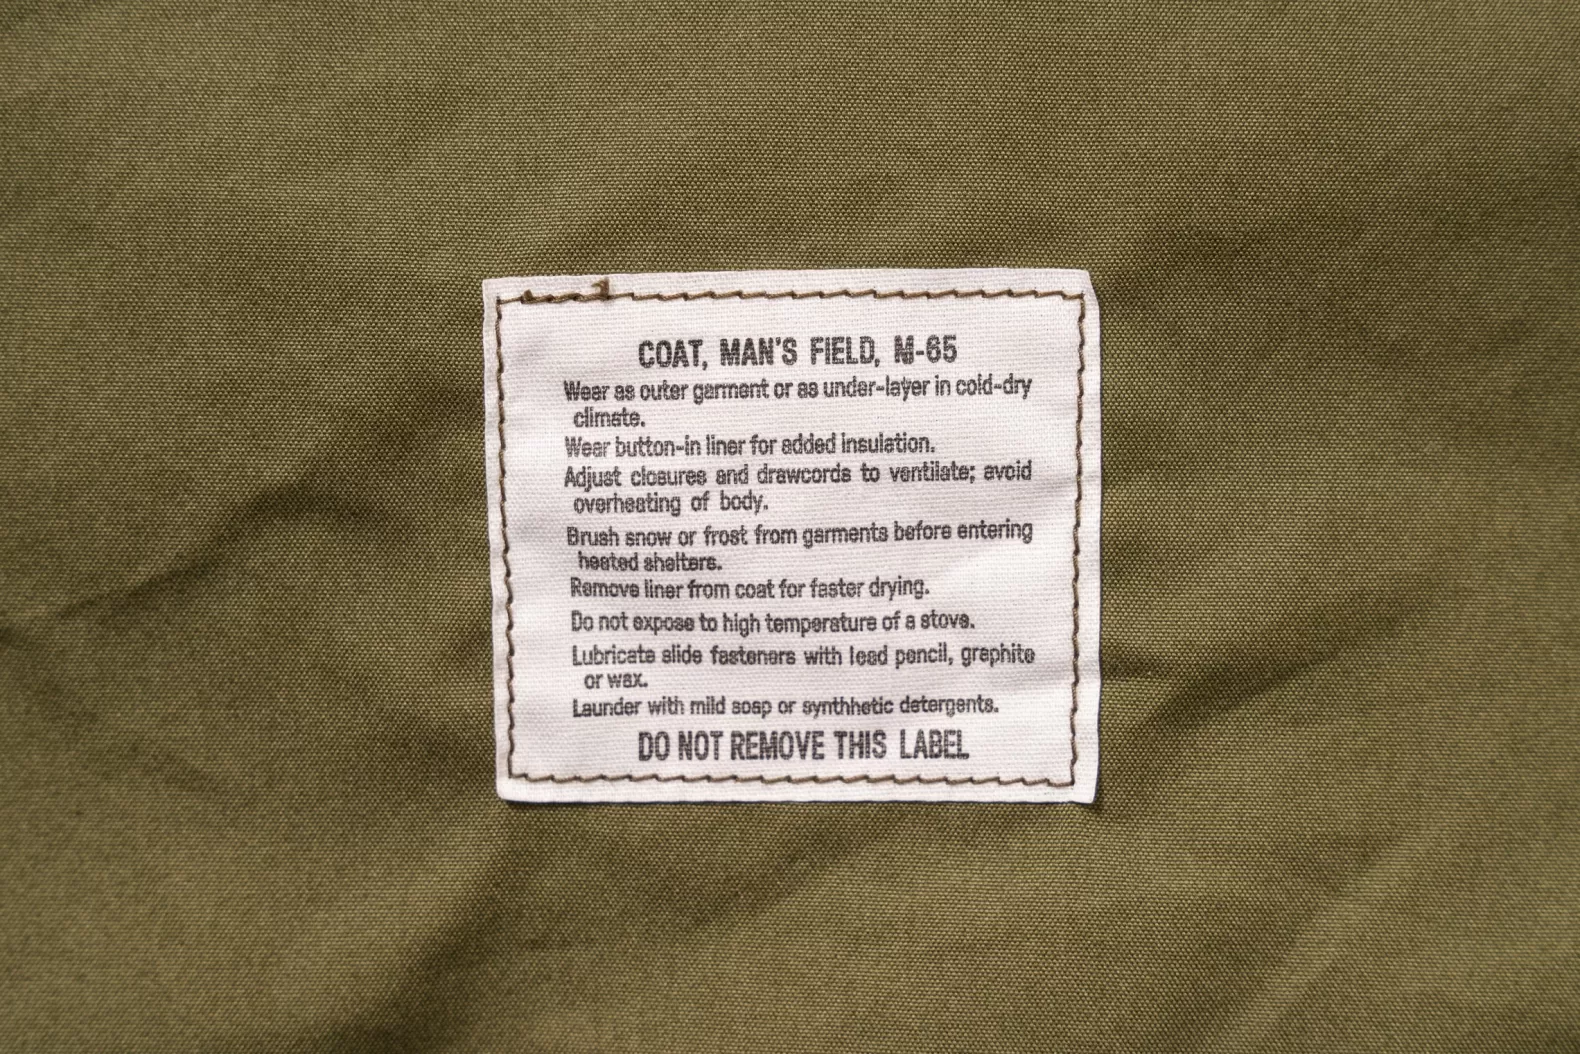 COAT, MAN'S FIELD, M-65
Wear as outer garment or as under-layer in cold-dry
climate.
Wear button-in liner for added insulation.
Adjust closures and drawcords to ventilate; avoid
overheating of body.
Brush snow or frost from garments before entering
heated shelters.
Remove liner from coat for faster drying.
Do not expose to high temperature of a stove.
Lubricate slide fasteners with lead pencil, graphite
or wax.
Launder with mild soap or synthhetic detergents.
DO NOT REMOVE THIS LABEL